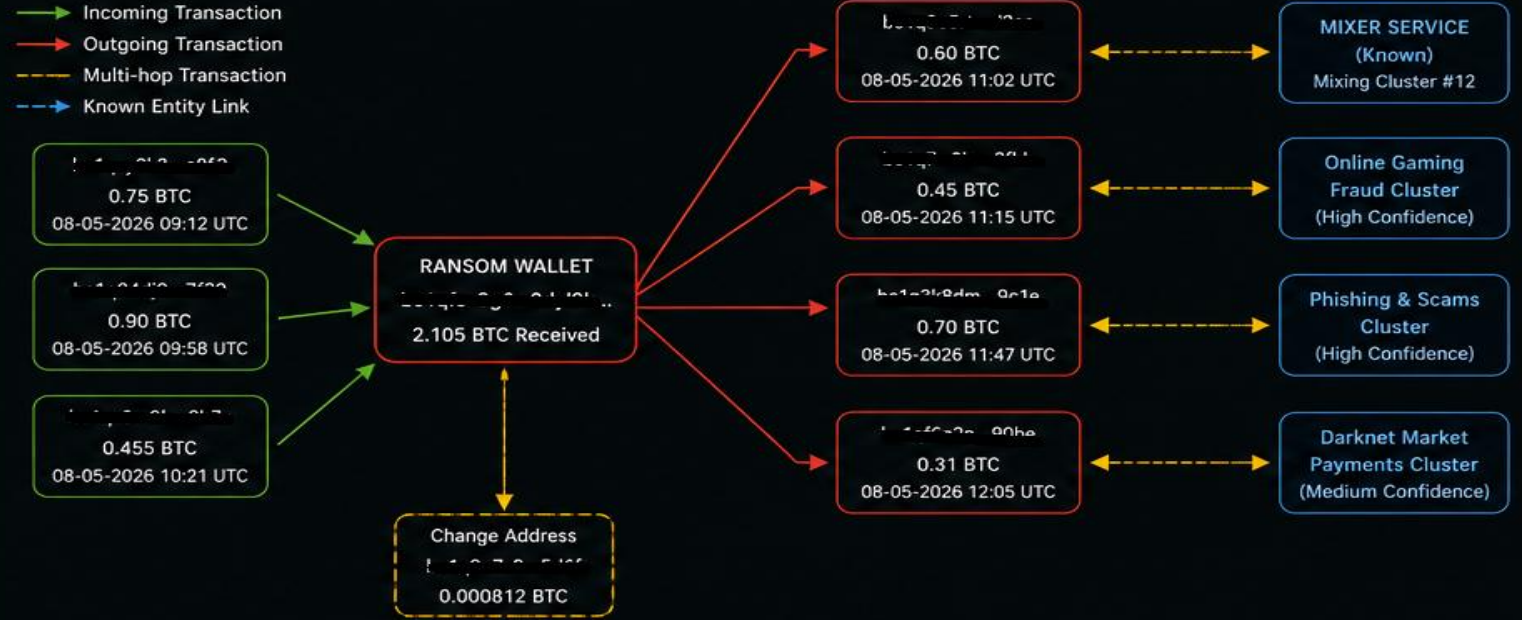 Incoming Transaction
Outgoing Transaction
Multi-hop Transaction
Known Entity Link
0.75 BTC
08-05-2026 09:12 UTC
0.90 BTC
08-05-2026 09:58 UTC
0.455 BTC
08-05-2026 10:21 UTC
RANSOM WALLET
2.105 BTC Received
Change Address
0.000812 BTC
0.60 BTC
08-05-2026 11:02 UTC
0.45 BTC
08-05-2026 11:15 UTC
0.70 BTC
08-05-2026 11:47 UTC
0.31 BTC
08-05-2026 12:05 UTC
MIXER SERVICE
(Known)
Mixing Cluster #12
Online Gaming
Fraud Cluster
(High Confidence)
Phishing & Scams
Cluster
(High Confidence)
Darknet Market
Payments Cluster
(Medium Confidence)